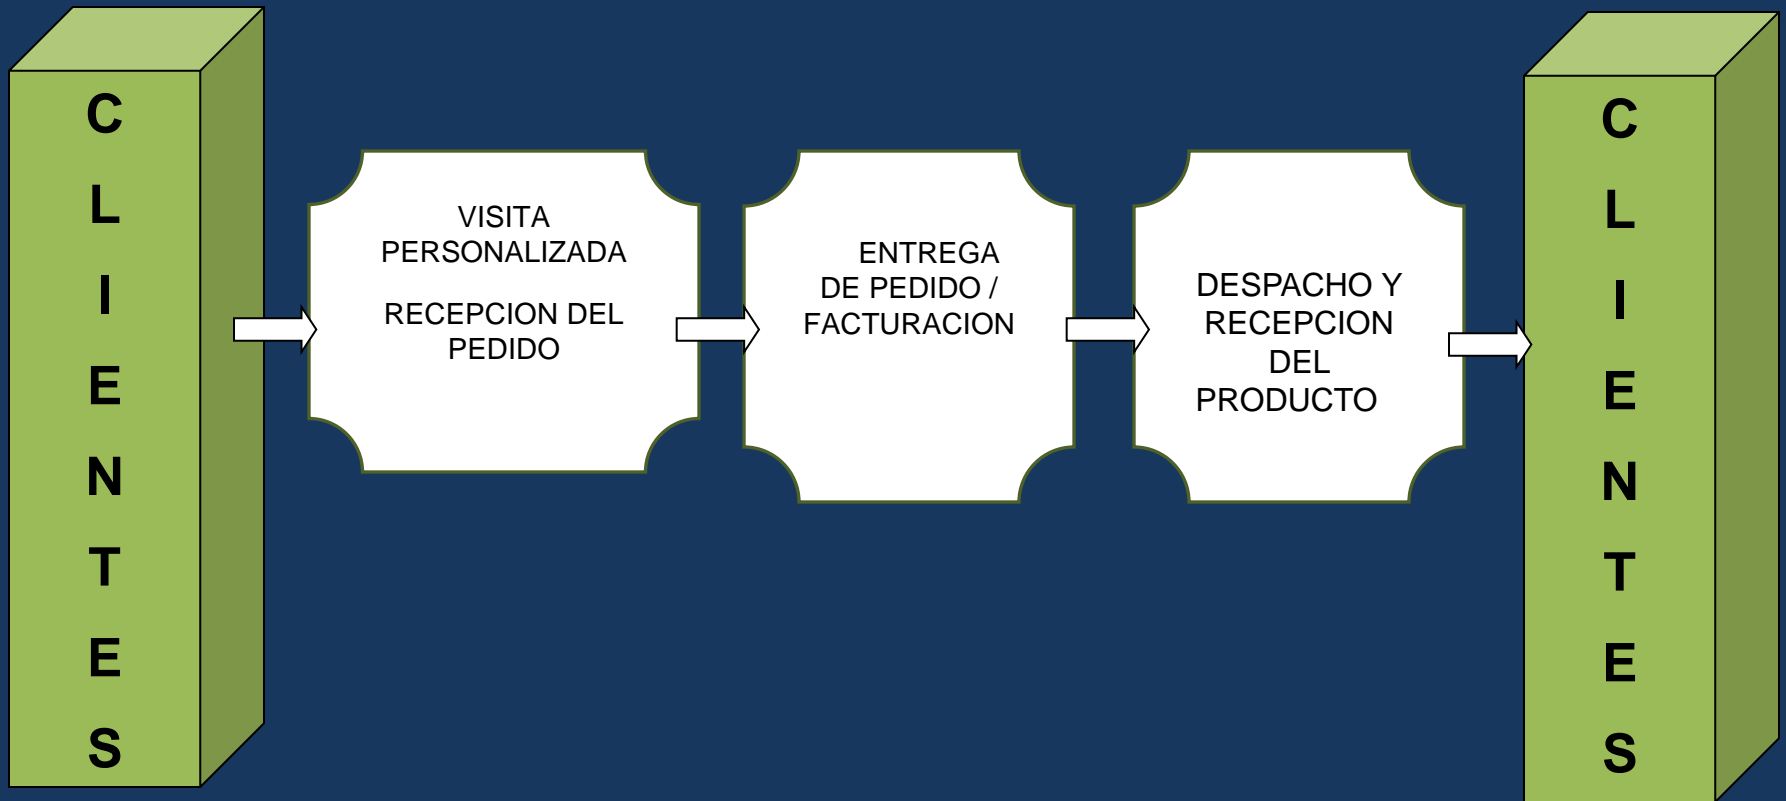 C
L
I
E
N
T
E
S
VISITA
PERSONALIZADA
RECEPCION DEL
PEDIDO
ENTREGA
DE PEDIDO /
FACTURACION
DESPACHO Y
RECEPCION
DEL
PRODUCTO
C
L
I
E
N
T
E
S